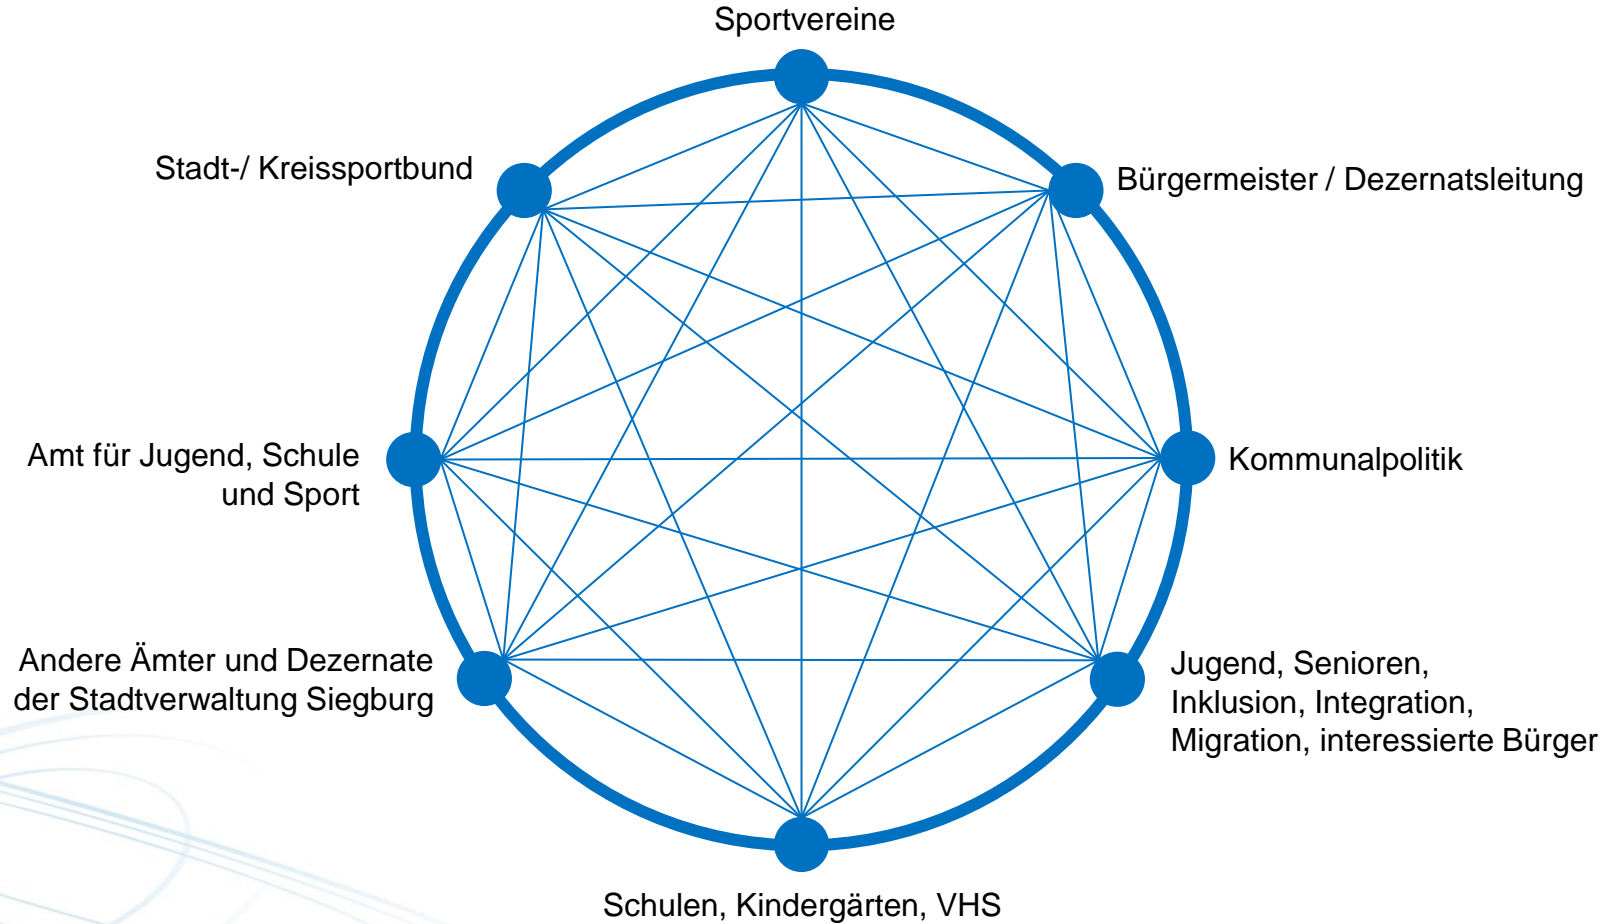 Sportvereine
Stadt-/ Kreissportbund
Bürgermeister / Dezernatsleitung
Amt für Jugend, Schule
und Sport
Kommunalpolitik
Andere Ämter und Dezernate
der Stadtverwaltung Siegburg
Jugend, Senioren,
Inklusion, Integration,
Migration, interessierte Bürger
Schulen, Kindergärten, VHS